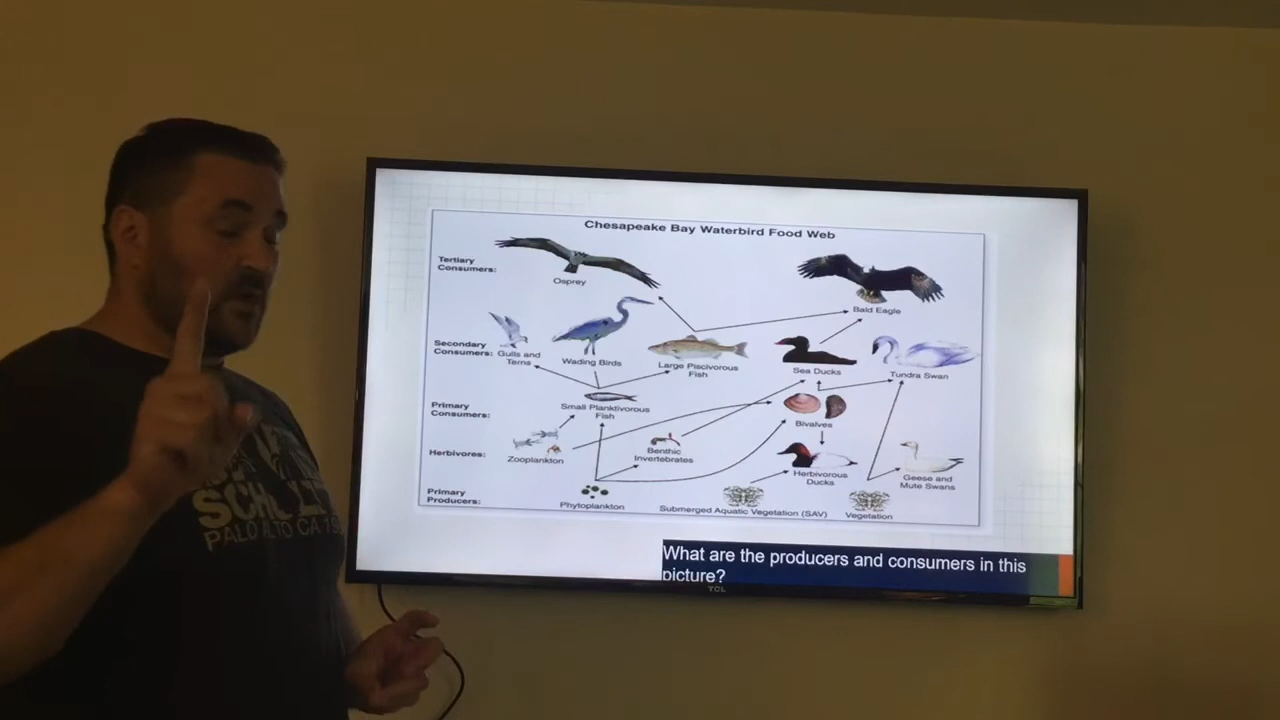 Chesapeake Bay Waterbird Food Web
Tertiary
Consumers:
Osprey
Bald Eagle
Secondary
Consumers:
Gulls and
Terns
Wading Birds
Large Piscivorous
Fish
Sea Ducks
Tundra Swan
Primary
Consumers:
Small Planktivorous
Fish
Bivalves
Herbivores:
Zooplankton
Benthic
Invertebrates
Herbivorous
Ducks
Geese and
Mute Swans
Primary
Producers:
Phytoplankton
Submerged Aquatic Vegetation (SAV)
Vegetation
What are the producers and consumers in this
picture?
TCL
PALO ALTO CA